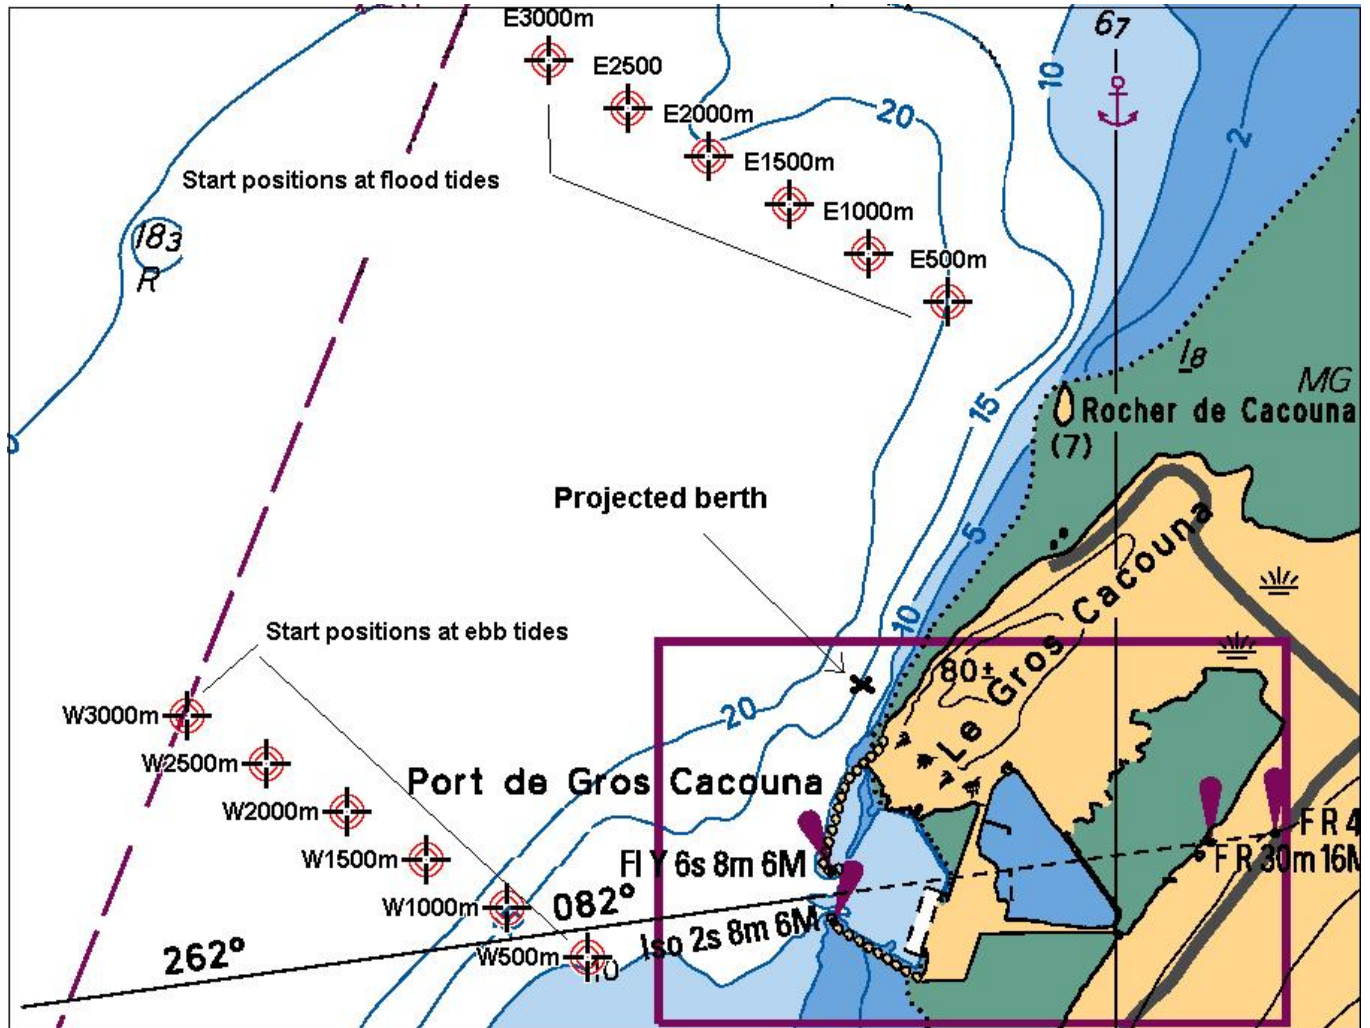 E3000m
67
E2500
10
E2000m
20
2
E1500m
Start positions at flood tides
E1000m
183
R
E500m
18
MG
15
Rocher de Cacouna
(7)
Projected berth
5
Le Gros Cacouna
10
Start positions at ebb tides
80±
W3000m
20
W2500m
Port de Gros Cacouna
W2000m
F R 4
W1500m
Fl Y 6s 8m 6M
F R 30m 16M
W1000m
082°
262°
Iso 2s 8m 6M
W500m